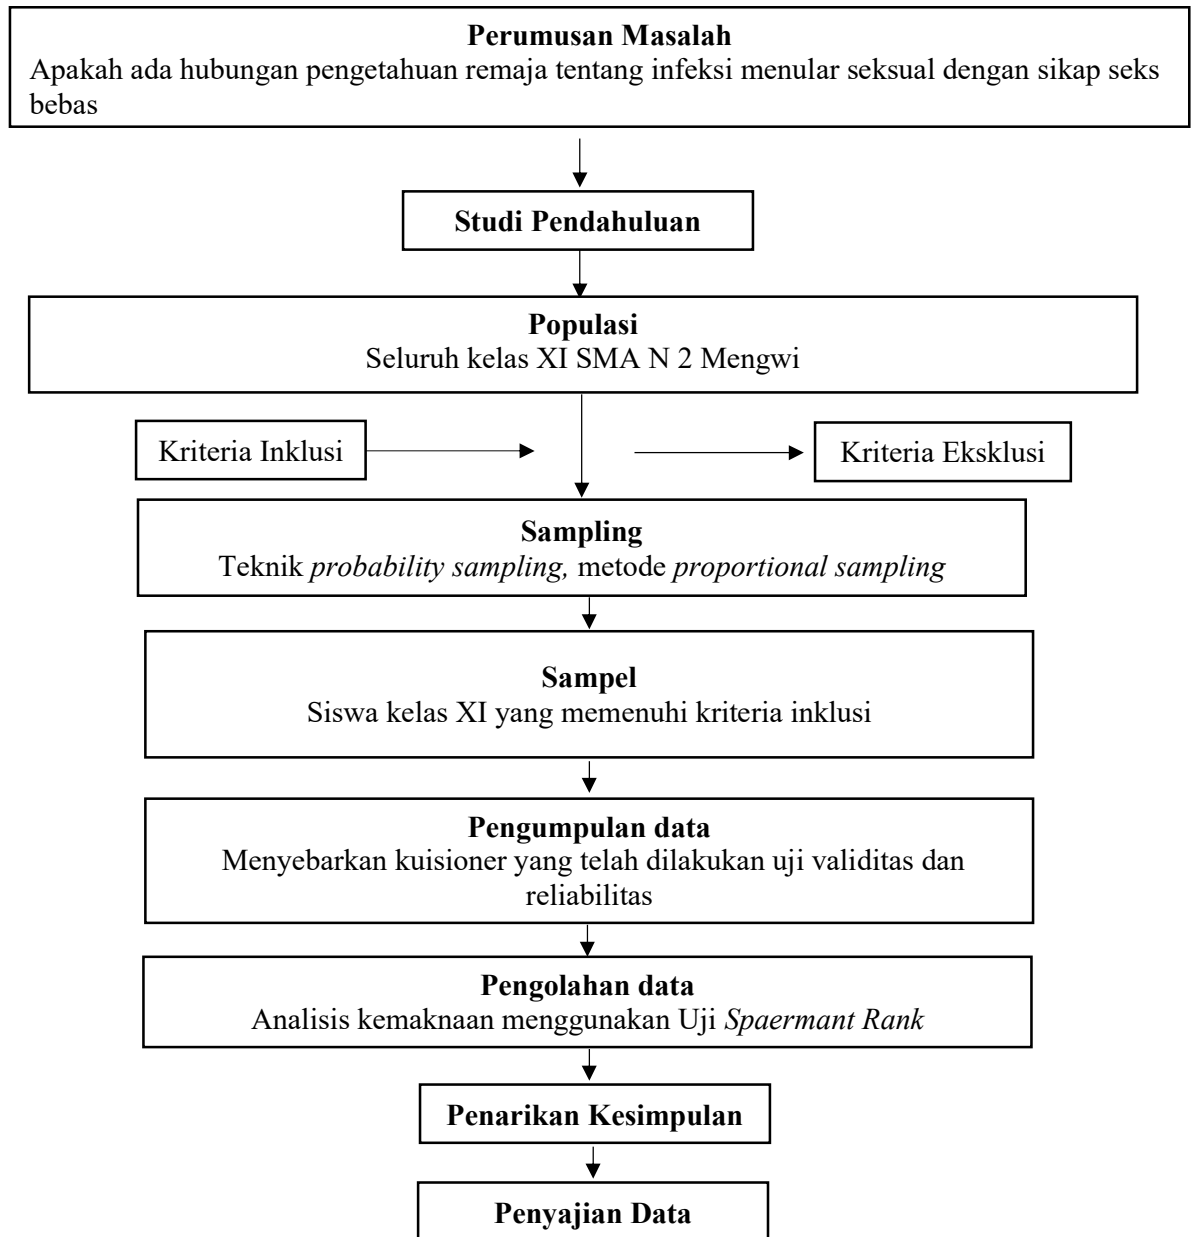 Perumusan Masalah
Apakah ada hubungan pengetahuan remaja tentang infeksi menular seksual dengan sikap seks
bebas
Studi Pendahuluan
Populasi
Seluruh kelas XI SMA N 2 Mengwi
Kriteria Inklusi
Kriteria Eksklusi
Sampling
Teknik probability sampling, metode proportional sampling
Sampel
Siswa kelas XI yang memenuhi kriteria inklusi
Pengumpulan data
Menyebarkan kuisioner yang telah dilakukan uji validitas dan
reliabilitas
Pengolahan data
Analisis kemaknaan menggunakan Uji Spaermant Rank
Penarikan Kesimpulan
Penyajian Data